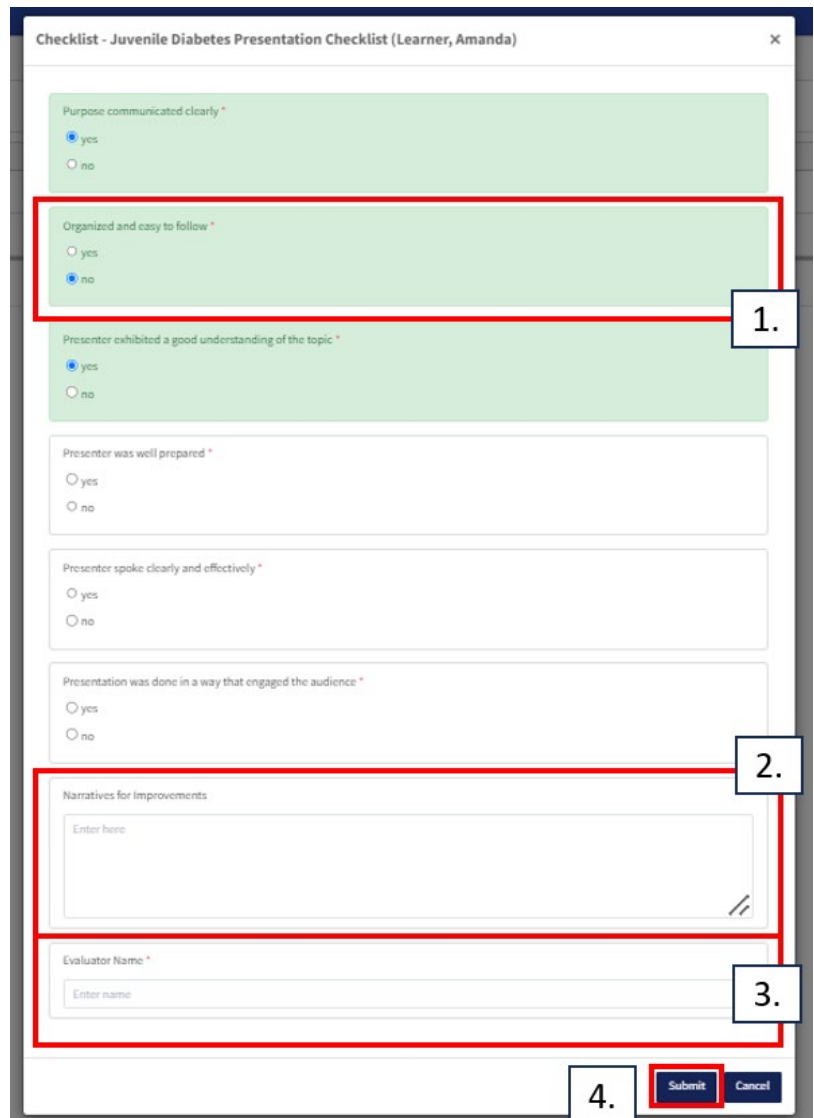 Checklist - Juvenile Diabetes Presentation Checklist (Learner, Amanda) ×
Purpose communicated clearly *
yes
no
Organized and easy to follow *
yes
no
1.
Presenter exhibited a good understanding of the topic *
yes
no
Presenter was well prepared *
yes
no
Presenter spoke clearly and effectively *
yes
no
Presentation was done in a way that engaged the audience *
yes
no
2.
Narratives for Improvements
Enter here
Evaluator Name *
Enter name
3.
4.
Submit Cancel